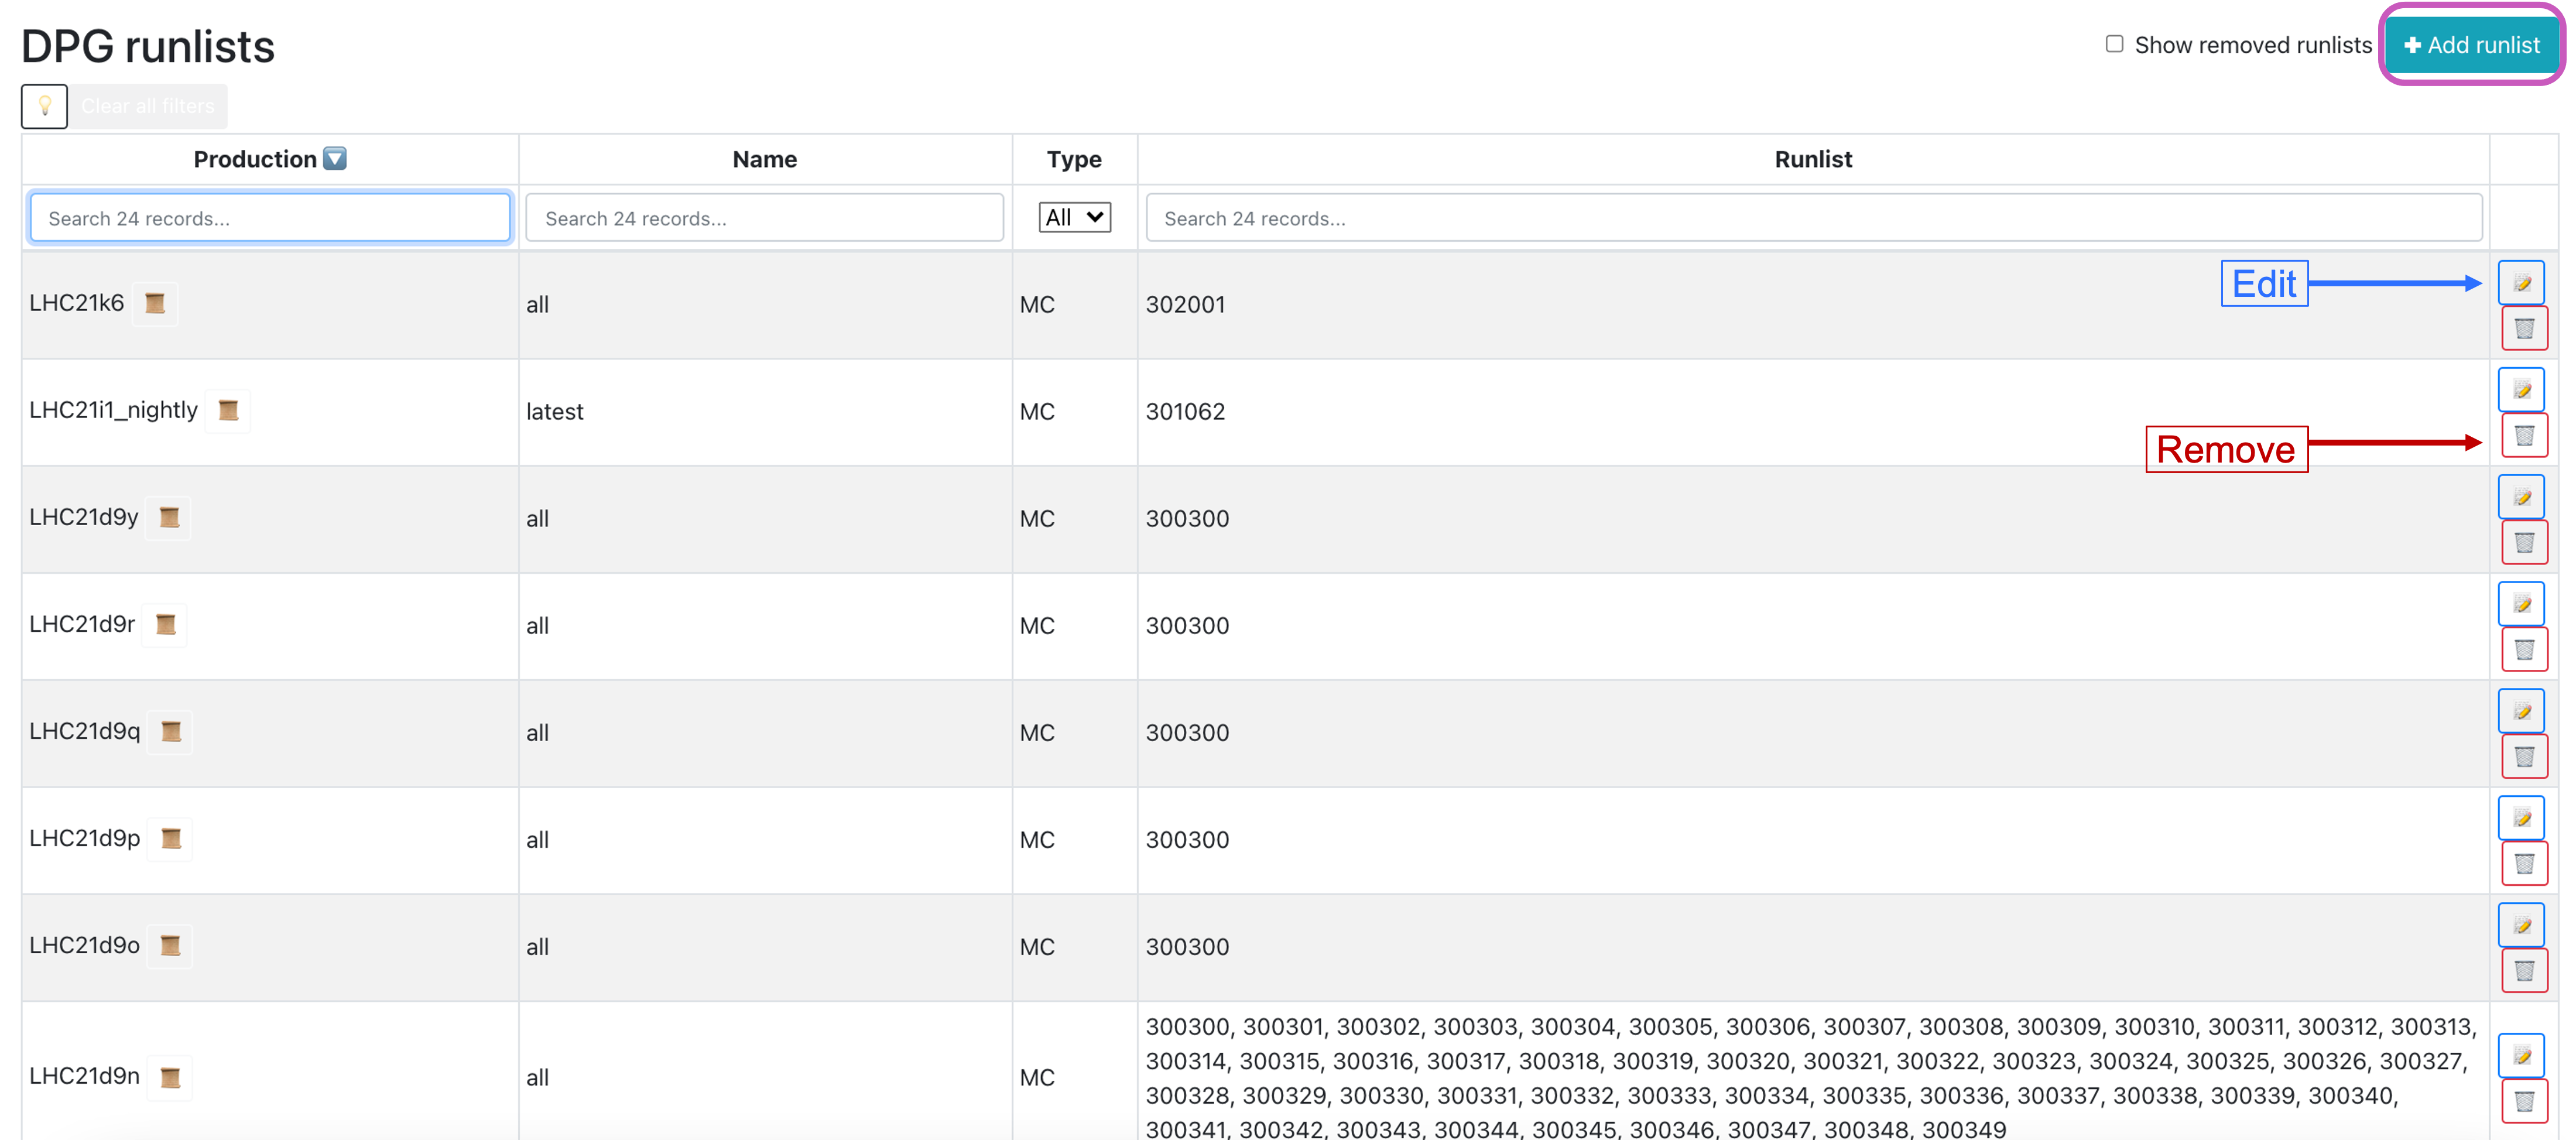 DPG runlists
Show removed runlists
Add runlist
Clear all filters
Production Name Type Runlist
Search 24 records... Search 24 records... All Search 24 records...
LHC21k6 all MC 302001 Edit
LHC21i1_nightly latest MC 301062
Remove
LHC21d9y all MC 300300
LHC21d9r all MC 300300
LHC21d9q all MC 300300
LHC21d9p all MC 300300
LHC21d9o all MC 300300
LHC21d9n all MC
300300, 300301, 300302, 300303, 300304, 300305, 300306, 300307, 300308, 300309, 300310, 300311, 300312, 300313,
300314, 300315, 300316, 300317, 300318, 300319, 300320, 300321, 300322, 300323, 300324, 300325, 300326, 300327,
300328, 300329, 300330, 300331, 300332, 300333, 300334, 300335, 300336, 300337, 300338, 300339, 300340,
300341, 300342, 300343, 300344, 300345, 300346, 300347, 300348, 300349